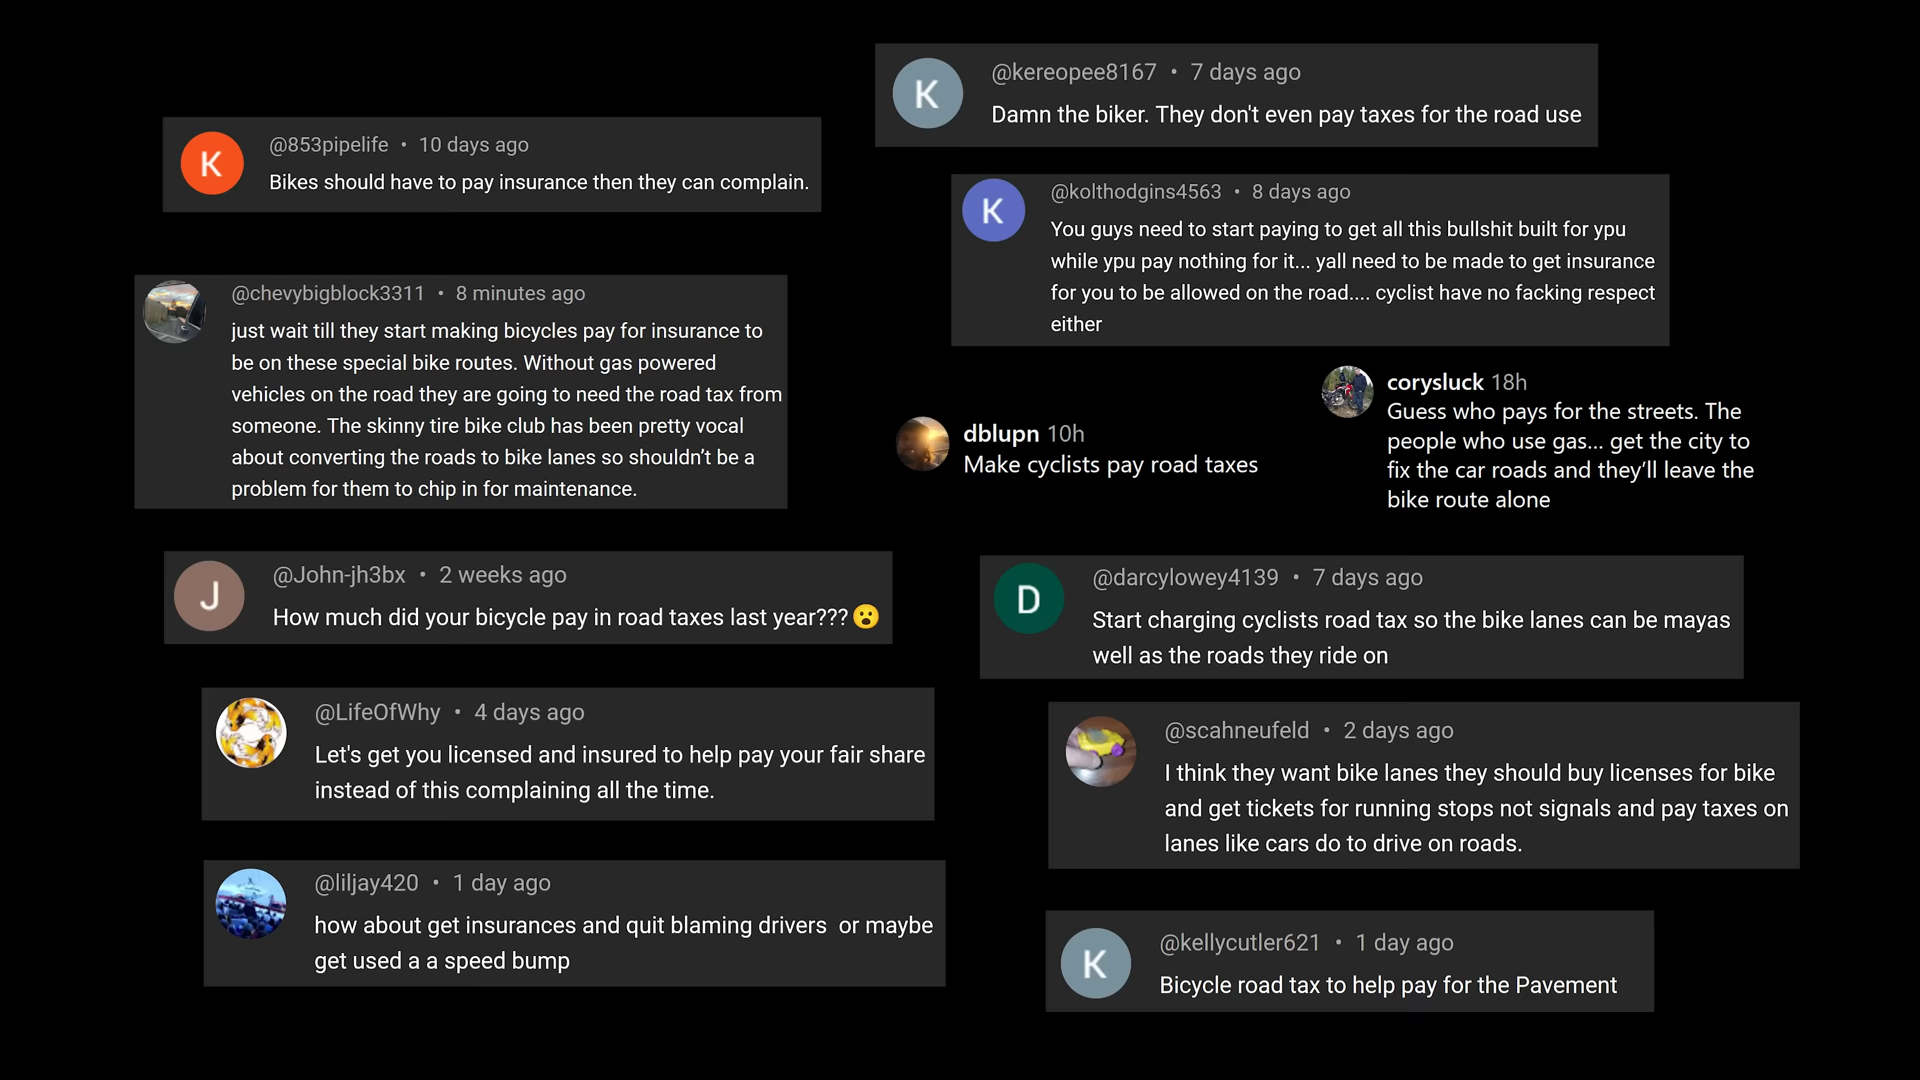 K
@853pipelife • 10 days ago
Bikes should have to pay insurance then they can complain.
@chevybigblock3311 • 8 minutes ago
just wait till they start making bicycles pay for insurance to
be on these special bike routes. Without gas powered
vehicles on the road they are going to need the road tax from
someone. The skinny tire bike club has been pretty vocal
about converting the roads to bike lanes so shouldn’t be a
problem for them to chip in for maintenance.
J
@John-jh3bx • 2 weeks ago
How much did your bicycle pay in road taxes last year???😮
@LifeOfWhy • 4 days ago
Let's get you licensed and insured to help pay your fair share
instead of this complaining all the time.
@liljay420 • 1 day ago
how about get insurances and quit blaming drivers or maybe
get used a a speed bump
K
@kereopee8167 • 7 days ago
Damn the biker. They don't even pay taxes for the road use
K
@kolthodgins4563 • 8 days ago
You guys need to start paying to get all this bullshit built for ypu
while ypu pay nothing for it... yall need to be made to get insurance
for you to be allowed on the road.... cyclist have no facking respect
either
dblupn 10h
Make cyclists pay road taxes
corysluck 18h
Guess who pays for the streets. The
people who use gas... get the city to
fix the car roads and they’ll leave the
bike route alone
D
@darcylowey4139 • 7 days ago
Start charging cyclists road tax so the bike lanes can be mayas
well as the roads they ride on
@scahneufeld • 2 days ago
I think they want bike lanes they should buy licenses for bike
and get tickets for running stops not signals and pay taxes on
lanes like cars do to drive on roads.
K
@kellycutler621 • 1 day ago
Bicycle road tax to help pay for the Pavement